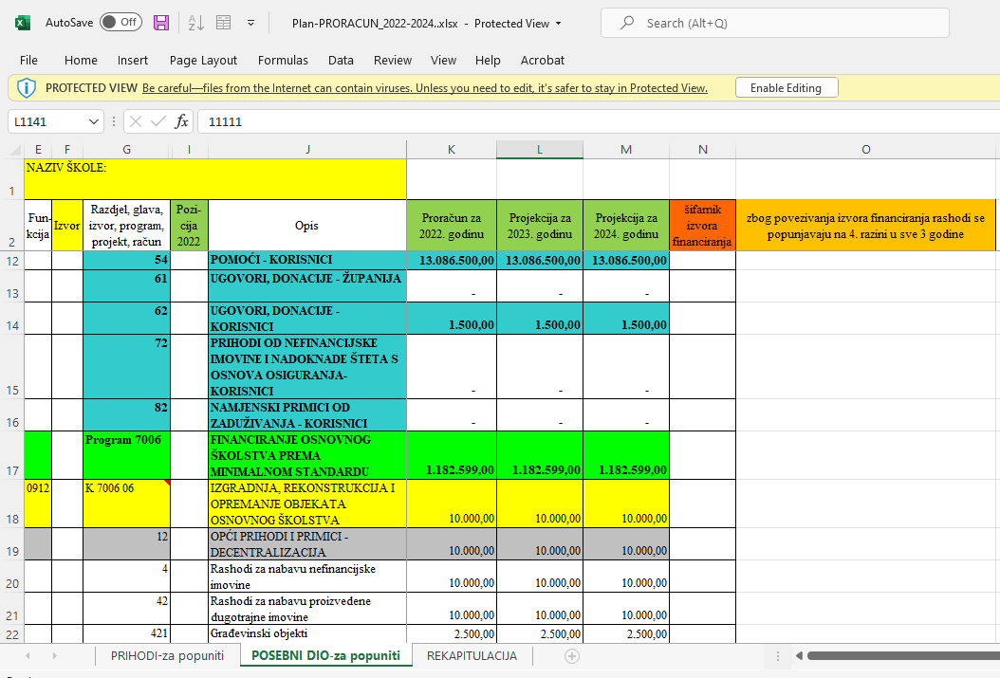 AutoSave Off Plan-PRORACUN_2022-2024..xlsx - Protected View Search (Alt+Q)
File Home Insert Page Layout Formulas Data Review View Help Acrobat
PROTECTED VIEW Be careful—files from the Internet can contain viruses. Unless you need to edit, it's safer to stay in Protected View. Enable Editing
L1141 fx 11111
E F G I J K L M N O
1 NAZIV ŠKOLE:
2 Fun-kcija Izvor Razdjel, glava, izvor, program, projekt, račun Pozi-cija 2022 Opis Proračun za 2022. godinu Projekcija za 2023. godinu Projekcija za 2024. godinu šifarnik izvora financiranja zbog povezivanja izvora financiranja rashodi se popunjavaju na 4. razini u sve 3 godine
12 54 POMOĆI - KORISNICI 13.086.500,00 13.086.500,00 13.086.500,00
13 61 UGOVORI, DONACIJE - ŽUPANIJA - - -
14 62 UGOVORI, DONACIJE - KORISNICI 1.500,00 1.500,00 1.500,00
15 72 PRIHODI OD NEFINANCIJSKE IMOVINE I NADOKNADE ŠTETA S OSNOVA OSIGURANJA-KORISNICI - - -
16 82 NAMJENSKI PRIMICI OD ZADUŽIVANJA - KORISNICI - - -
17 Program 7006 FINANCIRANJE OSNOVNOG ŠKOLSTVA PREMA MINIMALNOM STANDARDU 1.182.599,00 1.182.599,00 1.182.599,00
18 0912 K 7006 06 IZGRADNJA, REKONSTRUKCIJA I OPREMANJE OBJEKATA OSNOVNOG ŠKOLSTVA 10.000,00 10.000,00 10.000,00
19 12 OPĆI PRIHODI I PRIMICI - DECENTRALIZACIJA 10.000,00 10.000,00 10.000,00
20 4 Rashodi za nabavu nefinancijske imovine 10.000,00 10.000,00 10.000,00
21 42 Rashodi za nabavu proizvedene dugotrajne imovine 10.000,00 10.000,00 10.000,00
22 421 Građevinski objekti 2.500,00 2.500,00 2.500,00
PRIHODI-za popuniti POSEBNI DIO-za popuniti REKAPITULACIJA